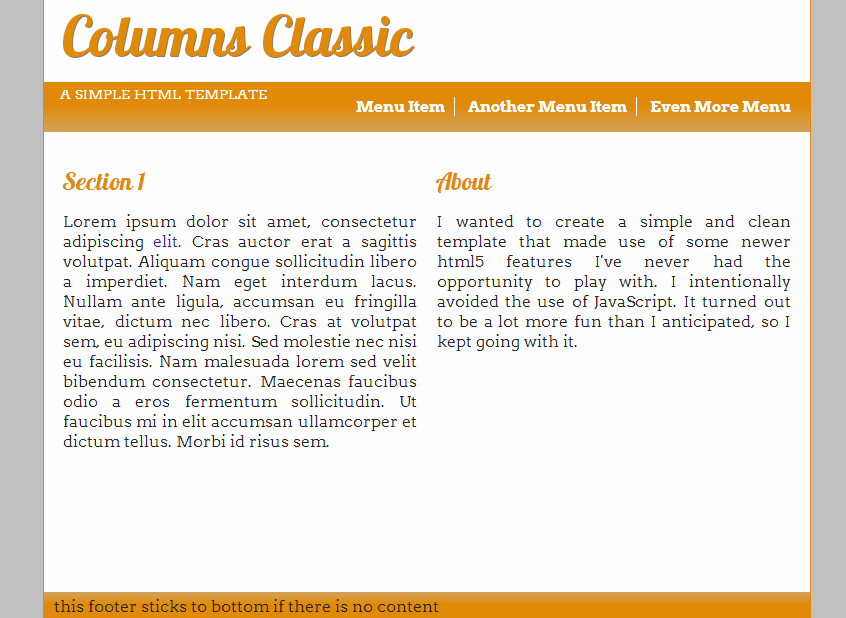 Columns Classic
A SIMPLE HTML TEMPLATE
Menu Item
Another Menu Item
Even More Menu
Section 1
Lorem ipsum dolor sit amet, consectetur
adipiscing elit. Cras auctor erat a sagittis
volutpat. Aliquam congue sollicitudin libero
a imperdiet. Nam eget interdum lacus.
Nullam ante ligula, accumsan eu fringilla
vitae, dictum nec libero. Cras at volutpat
sem, eu adipiscing nisi. Sed molestie nec nisi
eu facilisis. Nam malesuada lorem sed velit
bibendum consectetur. Maecenas faucibus
odio a eros fermentum sollicitudin. Ut
faucibus mi in elit accumsan ullamcorper et
dictum tellus. Morbi id risus sem.
About
I wanted to create a simple and clean
template that made use of some newer
html5 features I've never had the
opportunity to play with. I intentionally
avoided the use of JavaScript. It turned out
to be a lot more fun than I anticipated, so I
kept going with it.
this footer sticks to bottom if there is no content